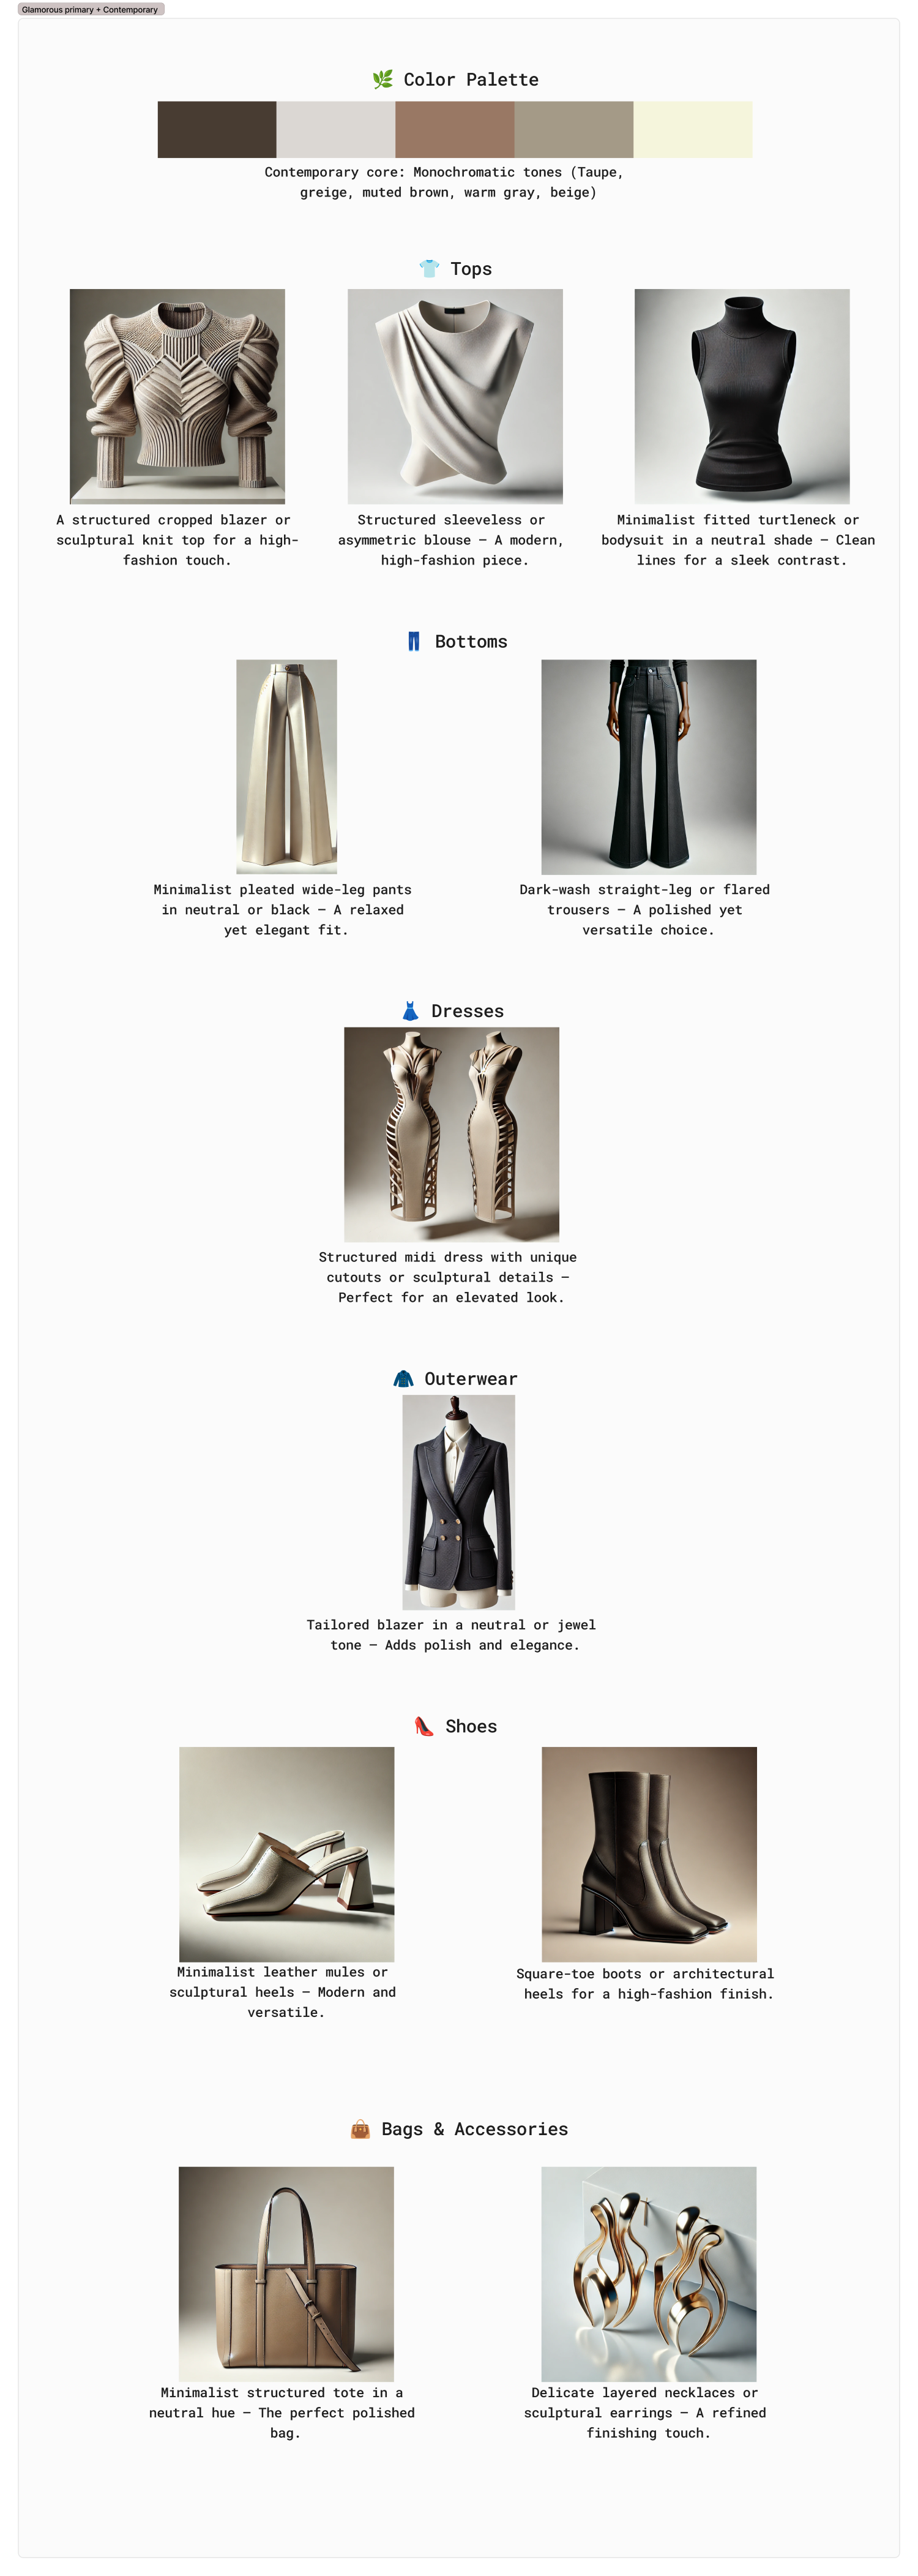 Glamorous primary + Contemporary
🌿 Color Palette
Contemporary core: Monochromatic tones (Taupe,
greige, muted brown, warm gray, beige)
👕 Tops
A structured cropped blazer or
sculptural knit top for a high-
fashion touch.
Structured sleeveless or
asymmetric blouse – A modern,
high-fashion piece.
Minimalist fitted turtleneck or
bodysuit in a neutral shade – Clean
lines for a sleek contrast.
👖 Bottoms
Minimalist pleated wide-leg pants
in neutral or black – A relaxed
yet elegant fit.
Dark-wash straight-leg or flared
trousers – A polished yet
versatile choice.
👗 Dresses
Structured midi dress with unique
cutouts or sculptural details –
Perfect for an elevated look.
🧥 Outerwear
Tailored blazer in a neutral or jewel
tone – Adds polish and elegance.
👠 Shoes
Minimalist leather mules or
sculptural heels – Modern and
versatile.
Square-toe boots or architectural
heels for a high-fashion finish.
👜 Bags & Accessories
Minimalist structured tote in a
neutral hue – The perfect polished
bag.
Delicate layered necklaces or
sculptural earrings – A refined
finishing touch.